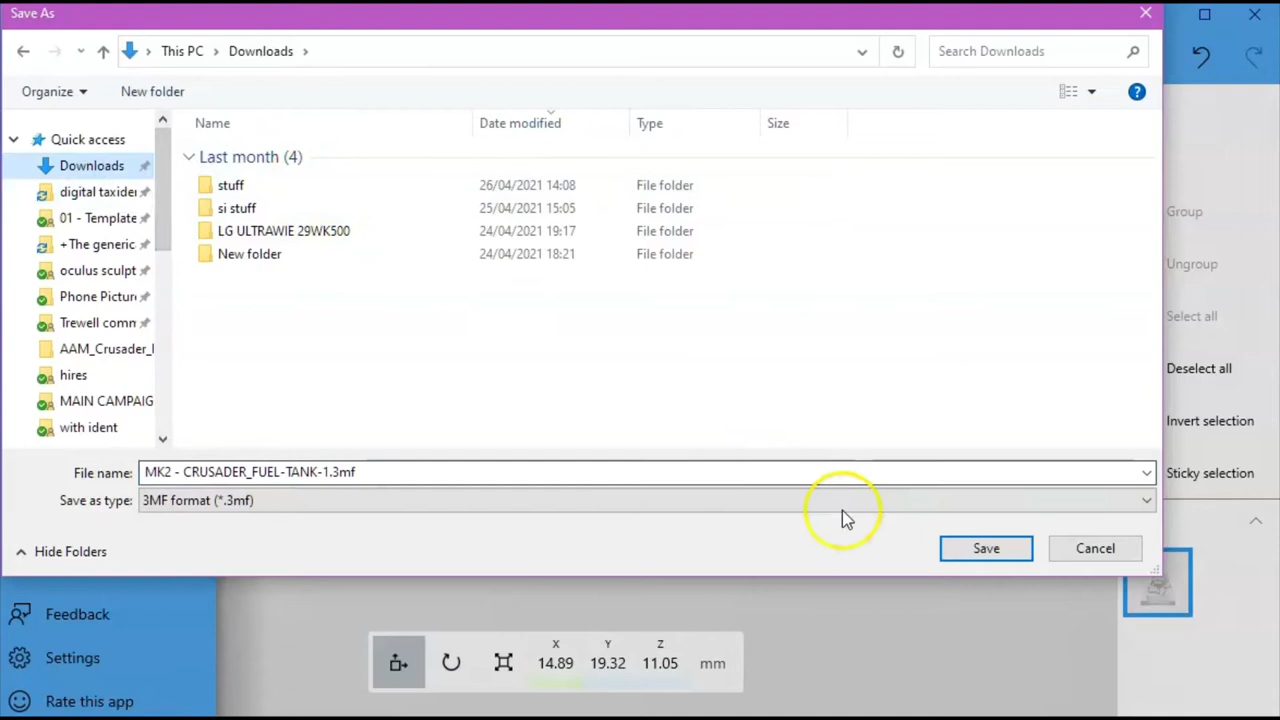 Save As
This PC
Downloads
Search Downloads
Organize
New folder
Name
Date modified
Type
Size
Quick access
Downloads
digital taxider
01 - Template
+The generic
oculus sculpt
Phone Pictur
Trewell comm
AAM_Crusader_
hires
MAIN CAMPAIG
with ident
Last month (4)
stuff 26/04/2021 14:08 File folder
si stuff 25/04/2021 15:05 File folder
LG ULTRAWIE 29WK500 24/04/2021 19:17 File folder
New folder 24/04/2021 18:21 File folder
File name: MK2 - CRUSADER_FUEL-TANK-1.3mf
Save as type: 3MF format (*.3mf)
Hide Folders
Save
Cancel
Group
Ungroup
Select all
Deselect all
Invert selection
Sticky selection
Feedback
Settings
Rate this app
X Y Z
14.89 19.32 11.05 mm